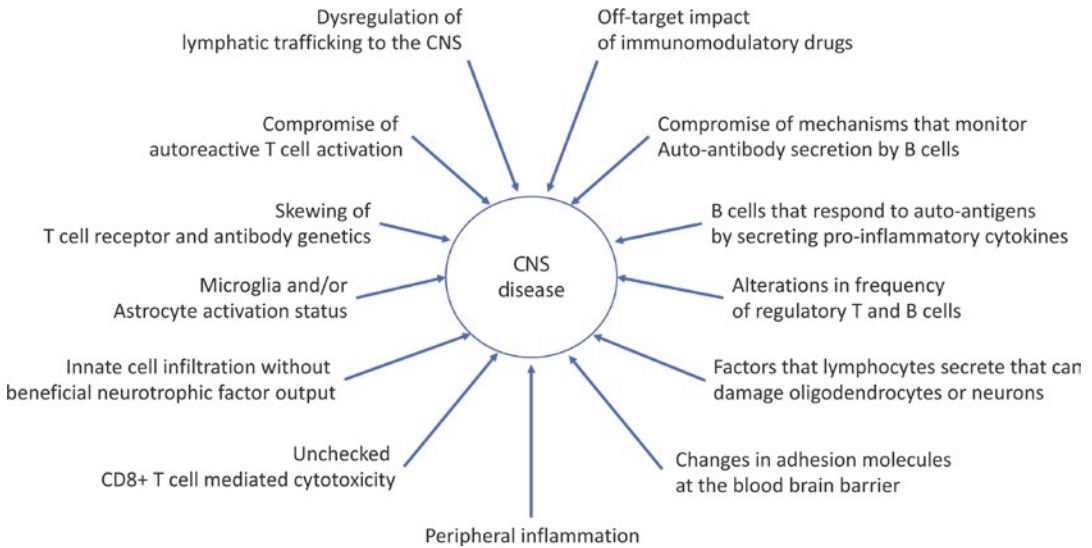 Dysregulation of
lymphatic trafficking to the CNS
Off-target impact
of immunomodulatory drugs
Compromise of
autoreactive T cell activation
Compromise of mechanisms that monitor
Auto-antibody secretion by B cells
Skewing of
T cell receptor and antibody genetics
B cells that respond to auto-antigens
by secreting pro-inflammatory cytokines
CNS
disease
Microglia and/or
Astrocyte activation status
Alterations in frequency
of regulatory T and B cells
Innate cell infiltration without
beneficial neurotrophic factor output
Factors that lymphocytes secrete that can
damage oligodendrocytes or neurons
Unchecked
CD8+ T cell mediated cytotoxicity
Changes in adhesion molecules
at the blood brain barrier
Peripheral inflammation